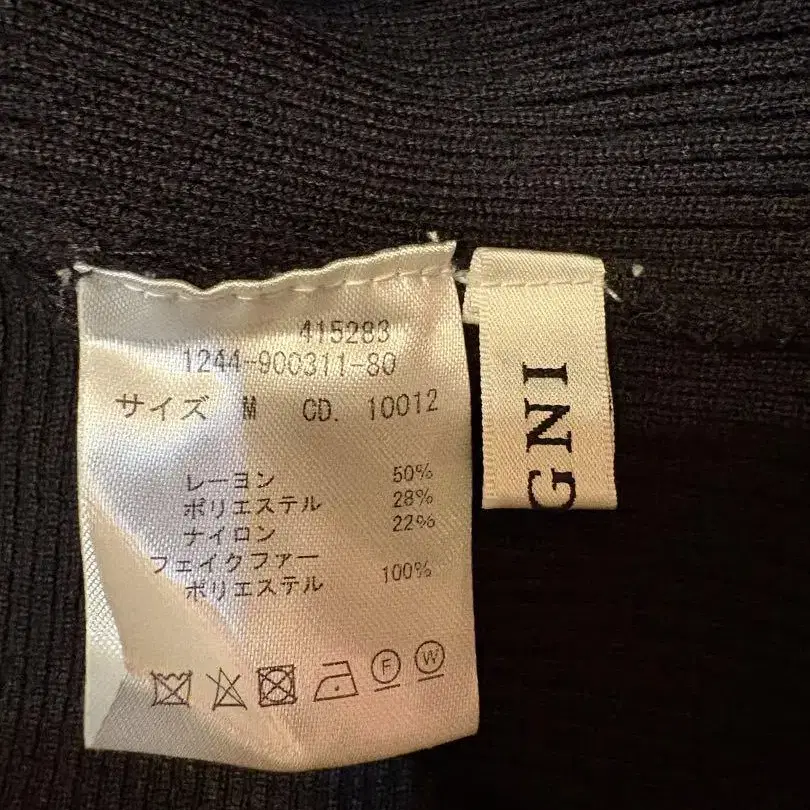 415283
1244-900311-80
サイズ M CD. 10012
レーヨン 50%
ポリエステル 28%
ナイロン 22%
フェイクファー
ポリエステル 100%
F W
GNI